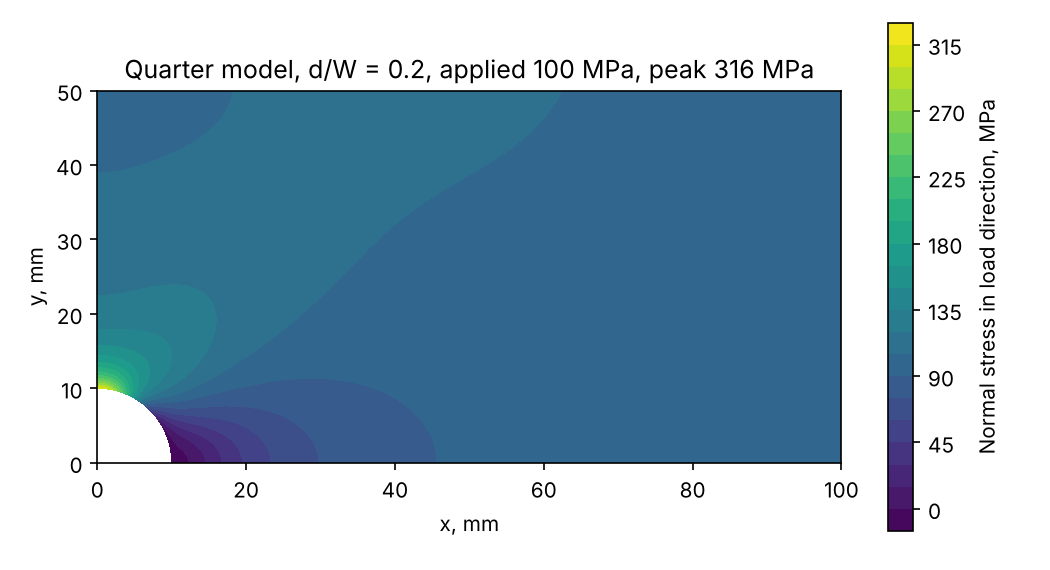 Quarter model, d/W = 0.2, applied 100 MPa, peak 316 MPa
50
40
30
20
10
0
y, mm
0 20 40 60 80 100
x, mm
315
270
225
180
135
90
45
0
Normal stress in load direction, MPa